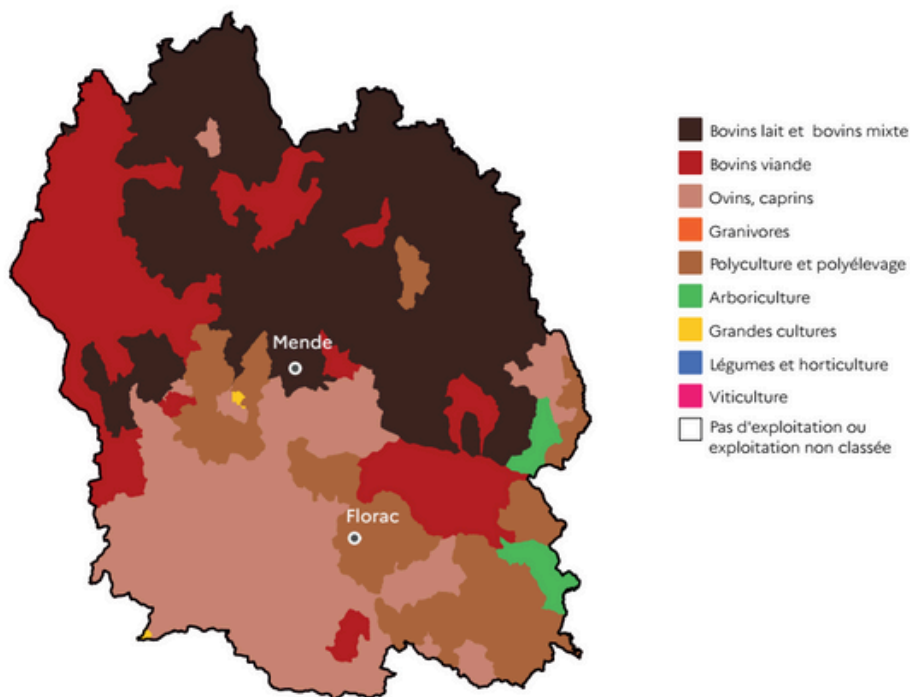 Bovins lait et bovins mixte
Bovins viande
Ovins, caprins
Granivores
Polyculture et polyélevage
Arboriculture
Grandes cultures
Légumes et horticulture
Viticulture
Pas d'exploitation ou
exploitation non classée
Mende
Florac